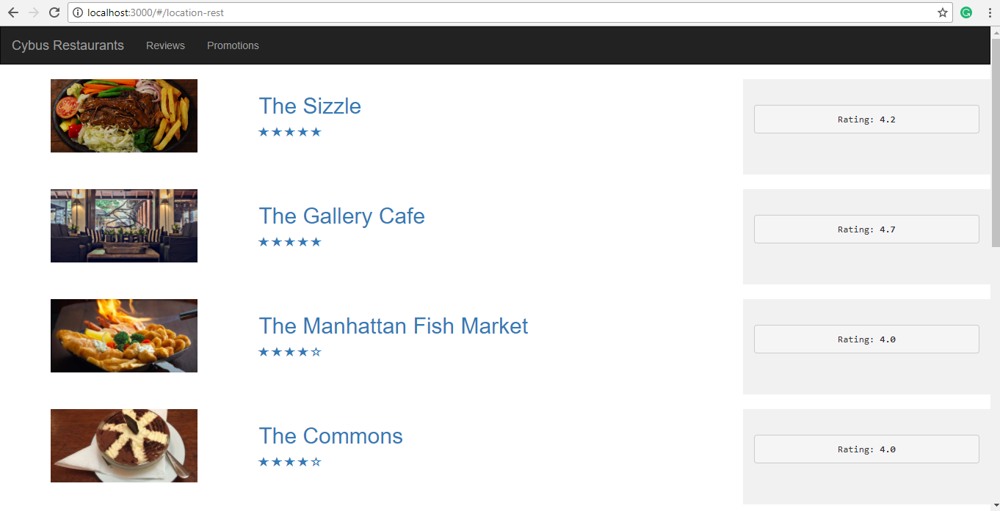 localhost:3000/#/location-rest
Cybus Restaurants Reviews Promotions
The Sizzle
★★★★★
Rating: 4.2
The Gallery Cafe
★★★★★
Rating: 4.7
The Manhattan Fish Market
★★★★☆
Rating: 4.0
The Commons
★★★★☆
Rating: 4.0